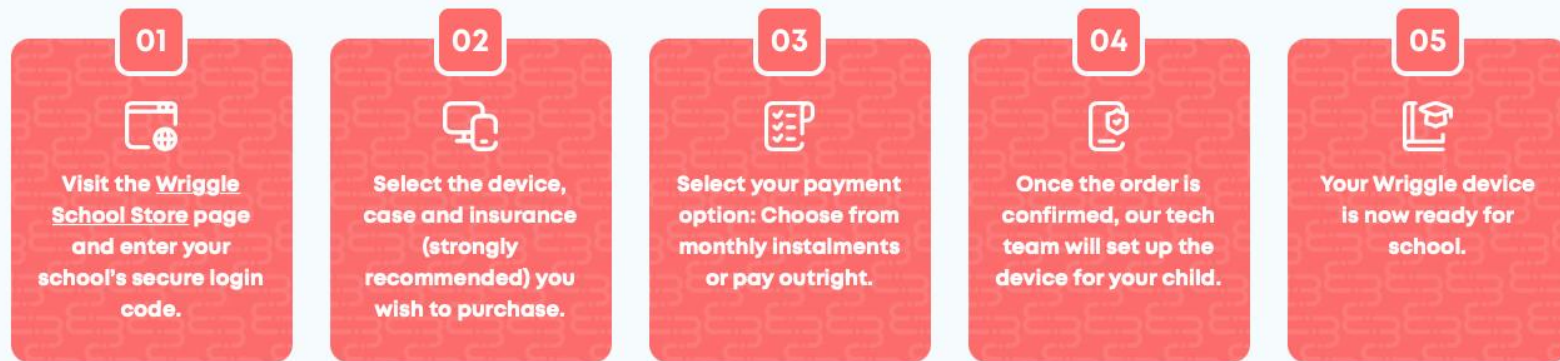 01
Visit the Wriggle
School Store page
and enter your
school's secure login
code.
02
Select the device,
case and insurance
(strongly
recommended) you
wish to purchase.
03
Select your payment
option: Choose from
monthly instalments
or pay outright.
04
Once the order is
confirmed, our tech
team will set up the
device for your child.
05
Your Wriggle device
is now ready for
school.